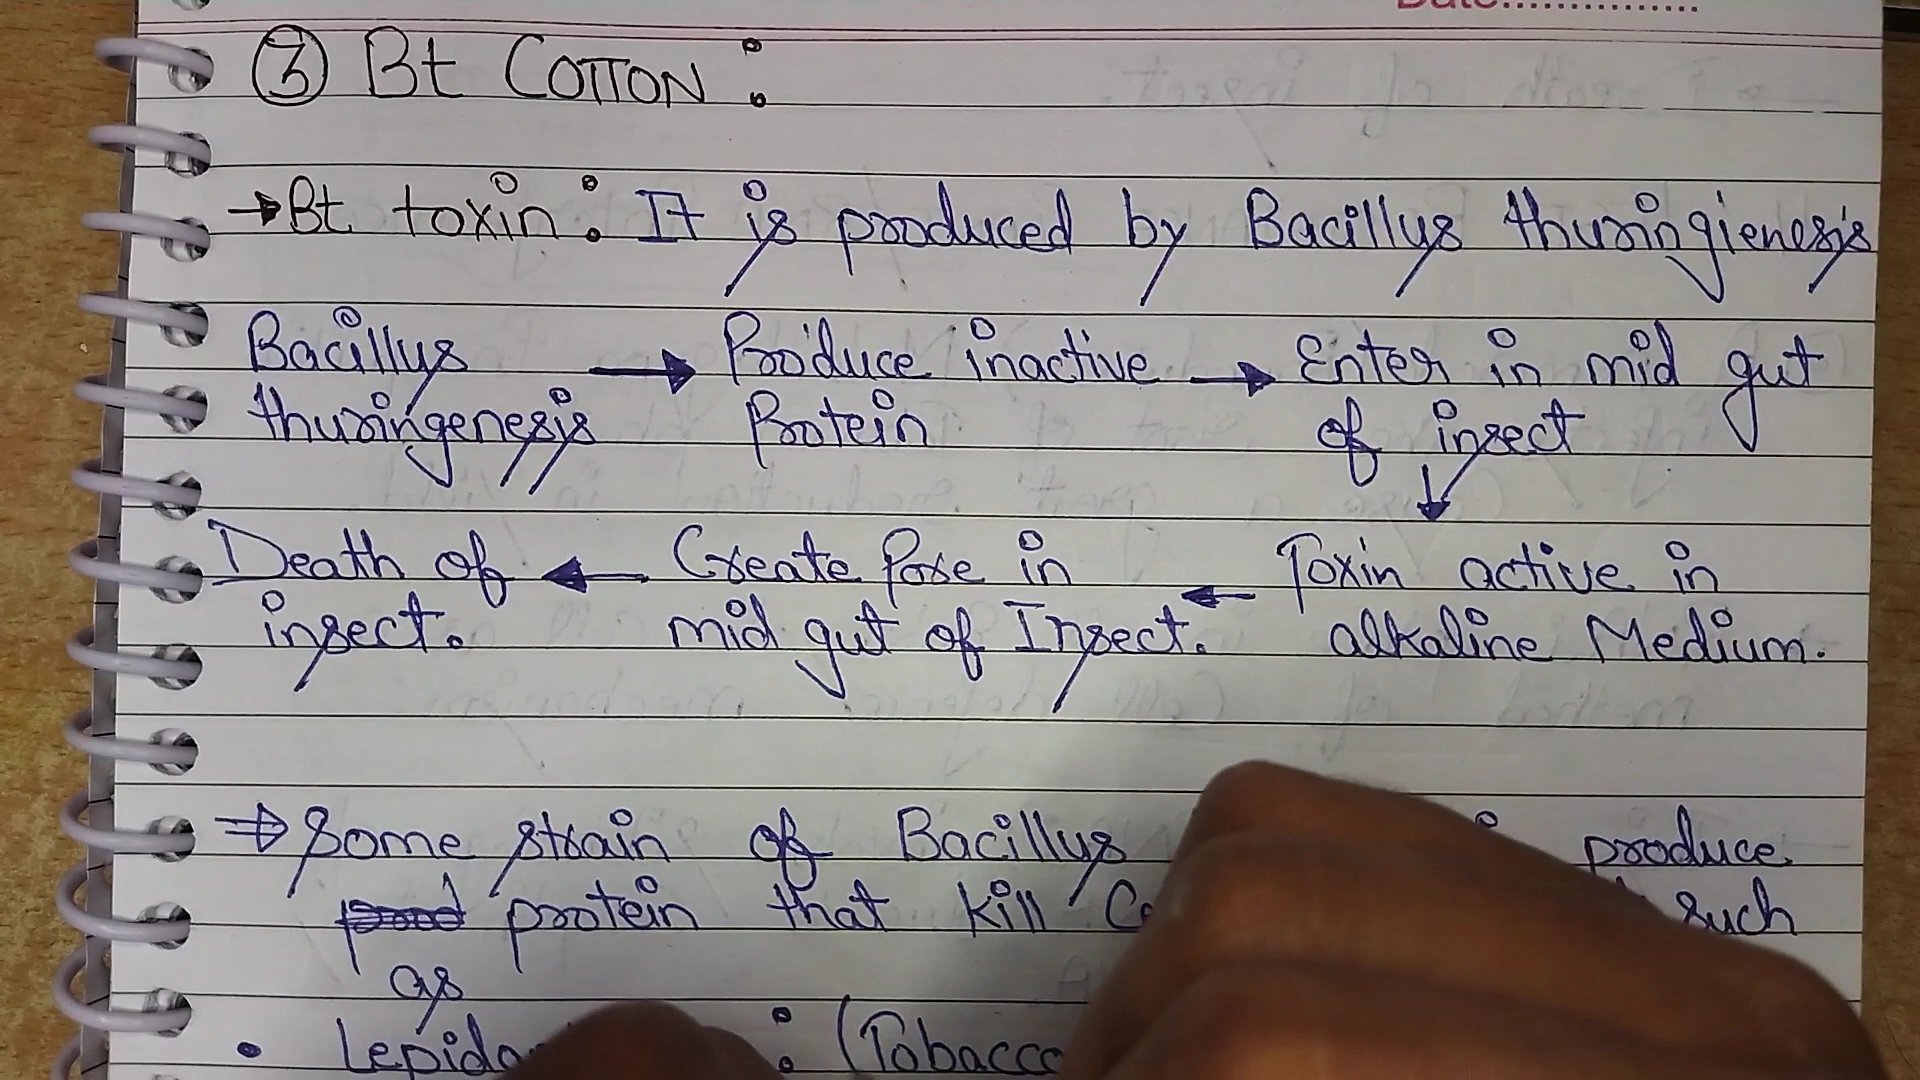 Date...............
③ Bt COTTON :
→Bt toxin : It is produced by Bacillus thuringienesis
Bacillus thuringenesis → Produce inactive Protein → Enter in mid gut of insect
↓
Death of insect. ← Create Pore in mid gut of Insect. ← Toxin active in alkaline Medium.
⇒ Some strain of Bacillus produce
protein that kill such
as
• : (Tobacco